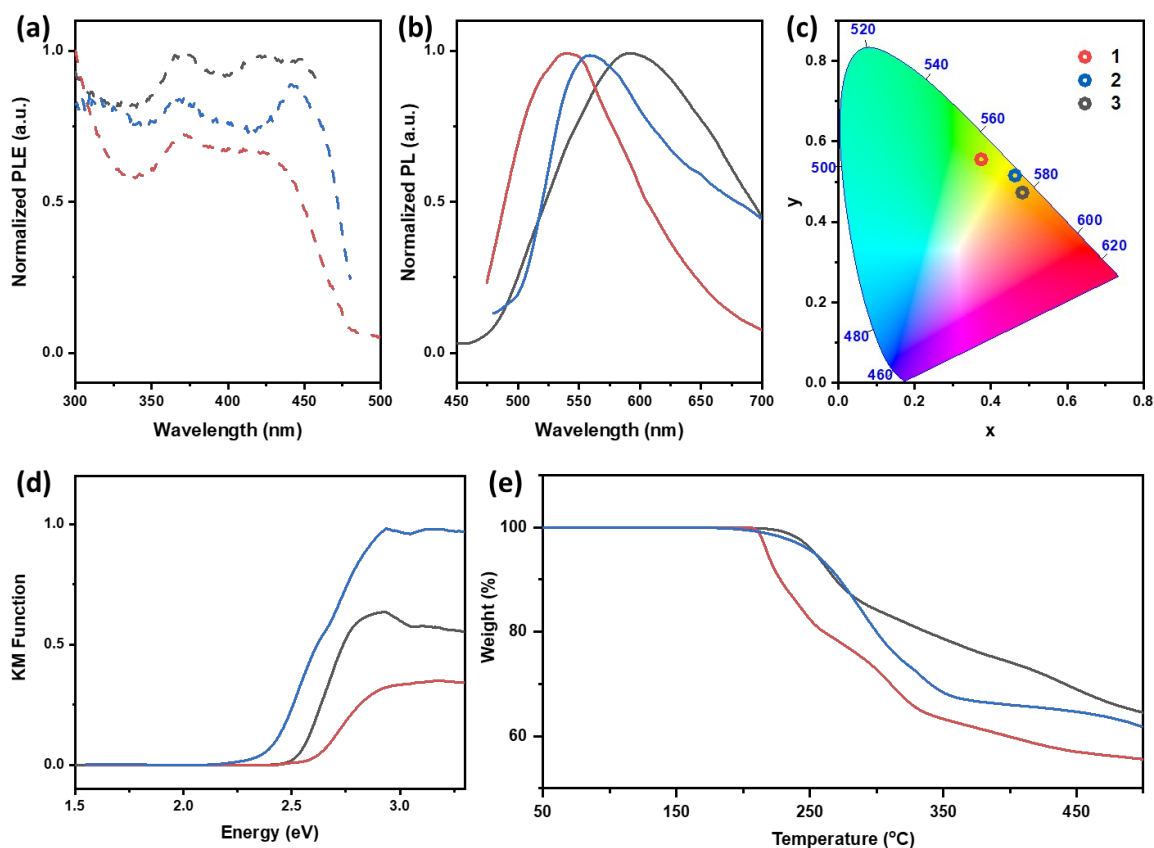 (a)
Normalized PLE (a.u.)
1.0
0.5
0.0
300 350 400 450 500
Wavelength (nm)
(b)
Normalized PL (a.u.)
1.0
0.5
0.0
450 500 550 600 650 700
Wavelength (nm)
(c)
y
0.8
0.6
0.4
0.2
0.0
0.0 0.2 0.4 0.6 0.8
x
520
540
560
500
580
600
620
480
460
1
2
3
(d)
KM Function
1.0
0.5
0.0
1.5 2.0 2.5 3.0
Energy (eV)
(e)
Weight (%)
100
80
60
50 150 250 350 450
Temperature (°C)